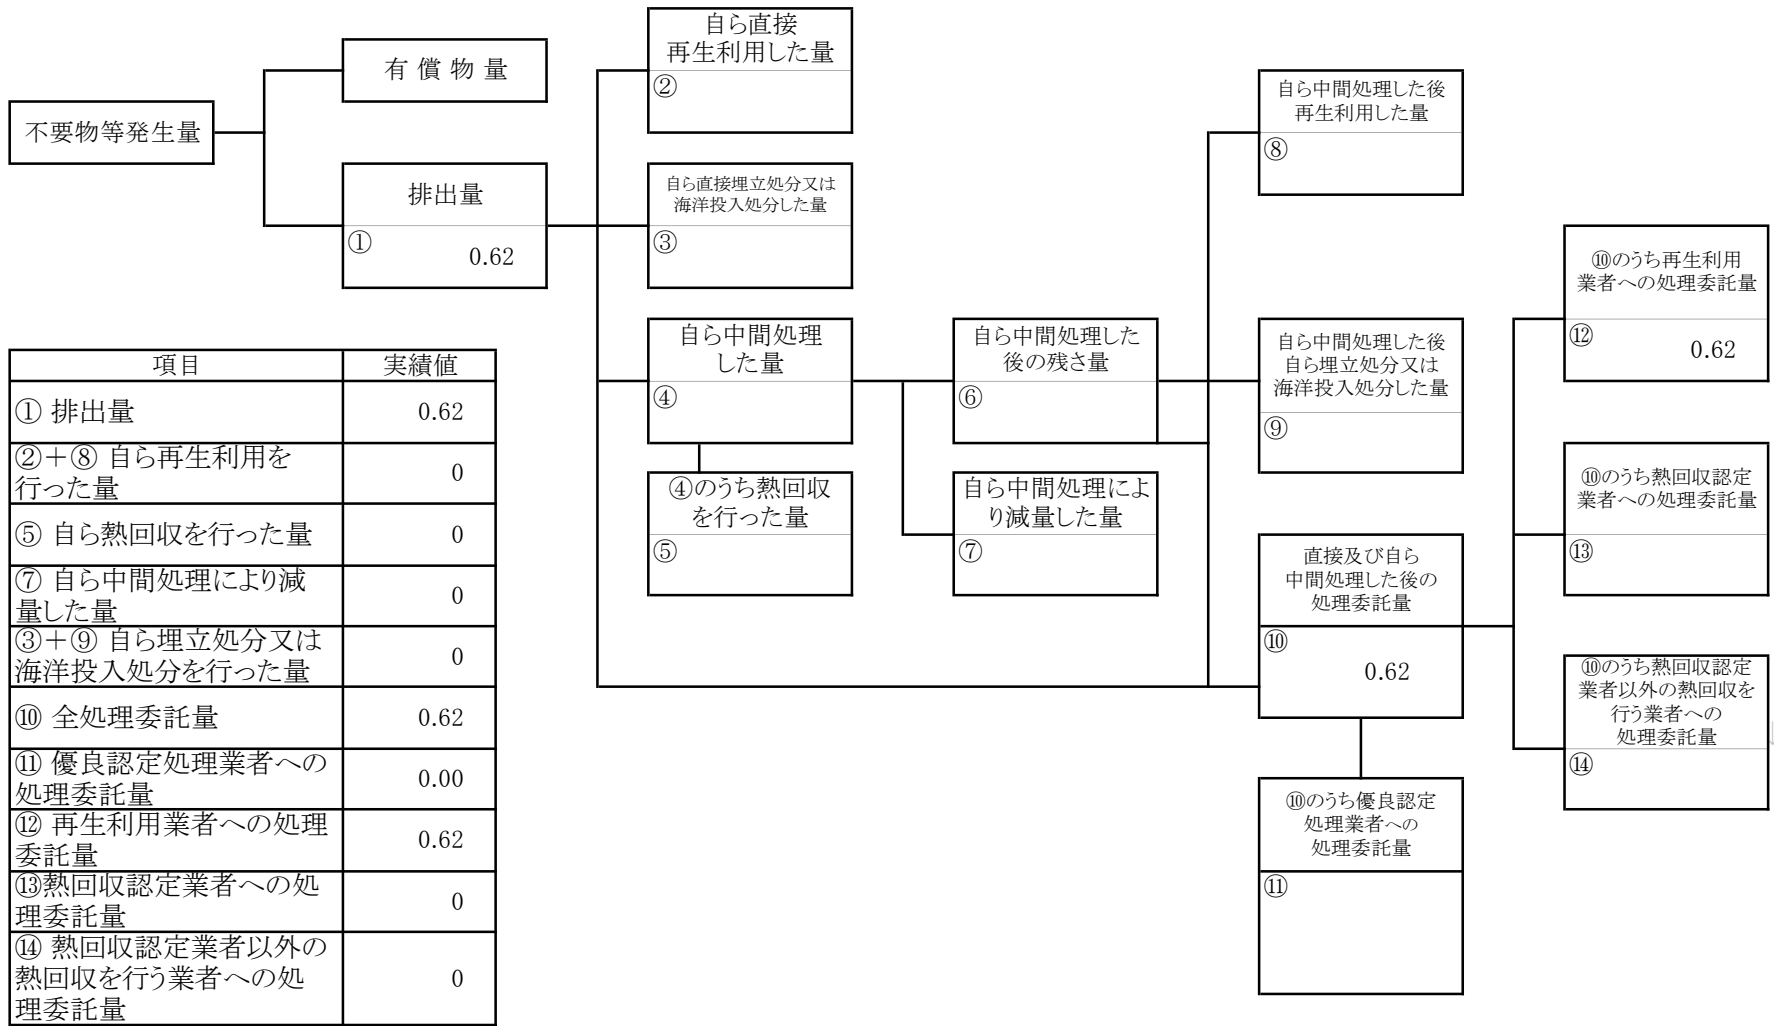 不要物等発生量
有償物量
排出量
①
0.62
自ら直接
再生利用した量
②
自ら直接埋立処分又は
海洋投入処分した量
③
自ら中間処理
した量
④
④のうち熱回収
を行った量
⑤
自ら中間処理した
後の残さ量
⑥
自ら中間処理によ
り減量した量
⑦
自ら中間処理した後
再生利用した量
⑧
自ら中間処理した後
自ら埋立処分又は
海洋投入処分した量
⑨
直接及び自ら
中間処理した後の
処理委託量
⑩
0.62
⑩のうち優良認定
処理業者への
処理委託量
⑪
⑩のうち再生利用
業者への処理委託量
⑫
0.62
⑩のうち熱回収認定
業者への処理委託量
⑬
⑩のうち熱回収認定
業者以外の熱回収を
行う業者への
処理委託量
⑭
項目 実績値
① 排出量 0.62
②+⑧ 自ら再生利用を
行った量 0
⑤ 自ら熱回収を行った量 0
⑦ 自ら中間処理により減
量した量 0
③+⑨ 自ら埋立処分又は
海洋投入処分を行った量 0
⑩ 全処理委託量 0.62
⑪ 優良認定処理業者への
処理委託量 0.00
⑫ 再生利用業者への処理
委託量 0.62
⑬熱回収認定業者への処
理委託量 0
⑭ 熱回収認定業者以外の
熱回収を行う業者への処
理委託量 0